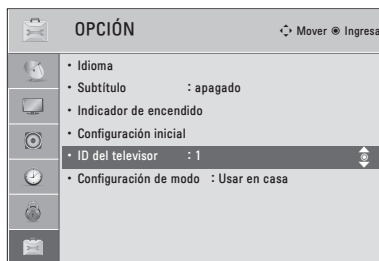 OPCIÓN
Mover Ingresa
• Idioma
• Subtítulo : apagado
• Indicador de encendido
• Configuración inicial
• ID del televisor : 1
• Configuración de modo : Usar en casa